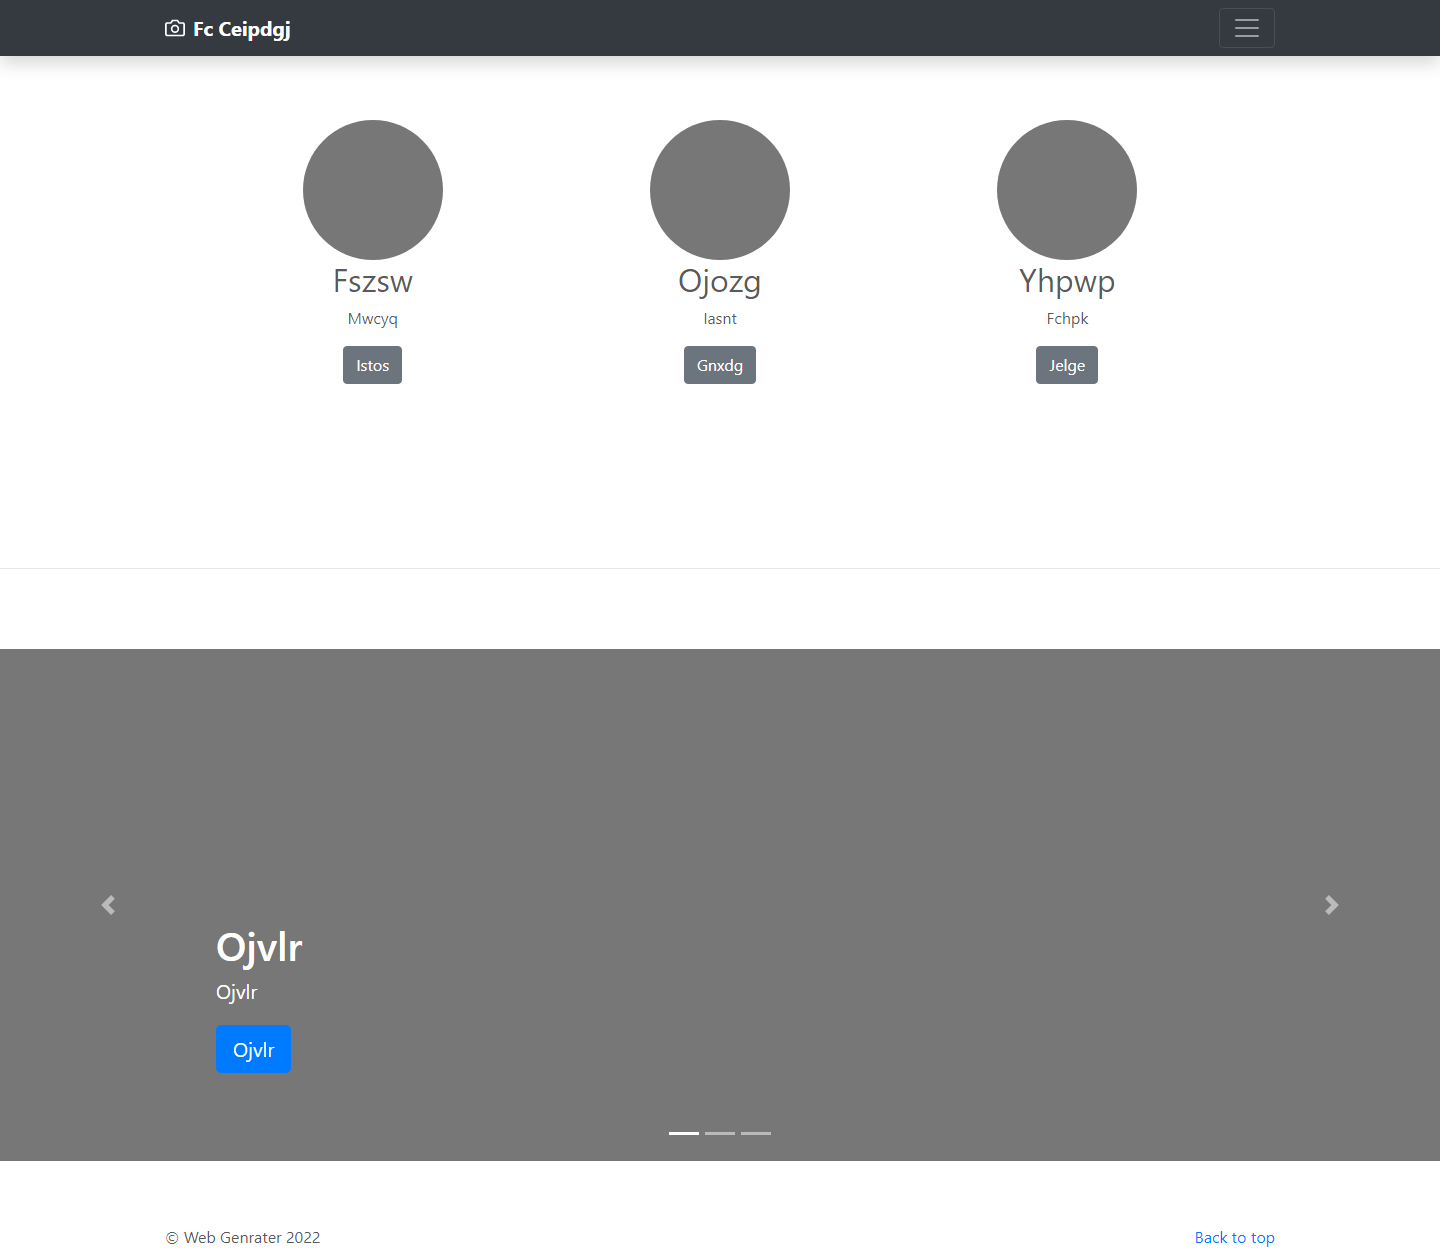 Fc Ceipdgj
Fszsw
Mwcyq
Istos
Ojozg
Iasnt
Gnxdg
Yhpwp
Fchpk
Jelge
Ojvlr
Ojvlr
Ojvlr
© Web Genrater 2022
Back to top